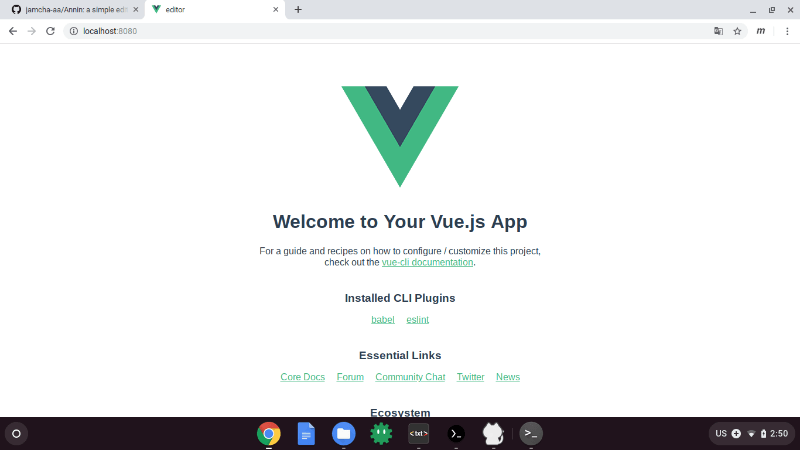 jamcha-aa/Annin: a simple edi
editor
localhost:8080
m
Welcome to Your Vue.js App
For a guide and recipes on how to configure / customize this project,
check out the vue-cli documentation.
Installed CLI Plugins
babel eslint
Essential Links
Core Docs Forum Community Chat Twitter News
Ecosystem
<txt>
>_
>_
US 2:50